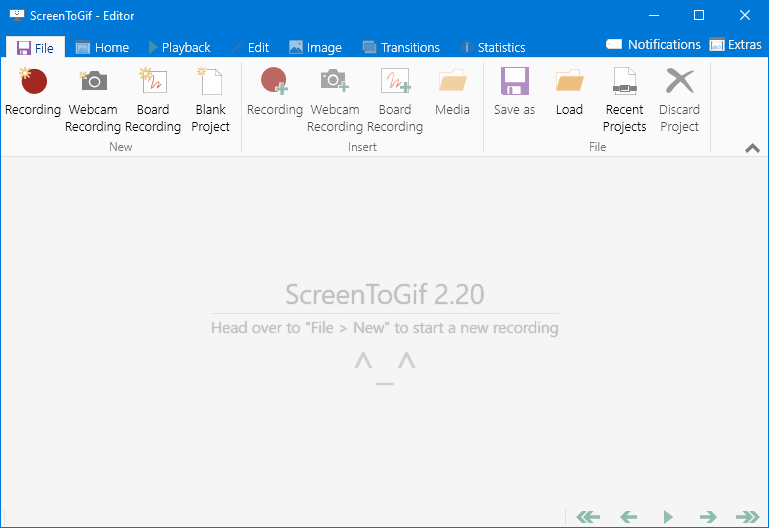 ScreenToGif - Editor
File Home Playback Edit Image Transitions Statistics Notifications Extras
Recording Webcam Board Blank Recording Webcam Board Media Save as Load Recent Discard
Recording Recording Project Recording Recording Projects Project
New Insert File
ScreenToGif 2.20
Head over to "File > New" to start a new recording
^_^